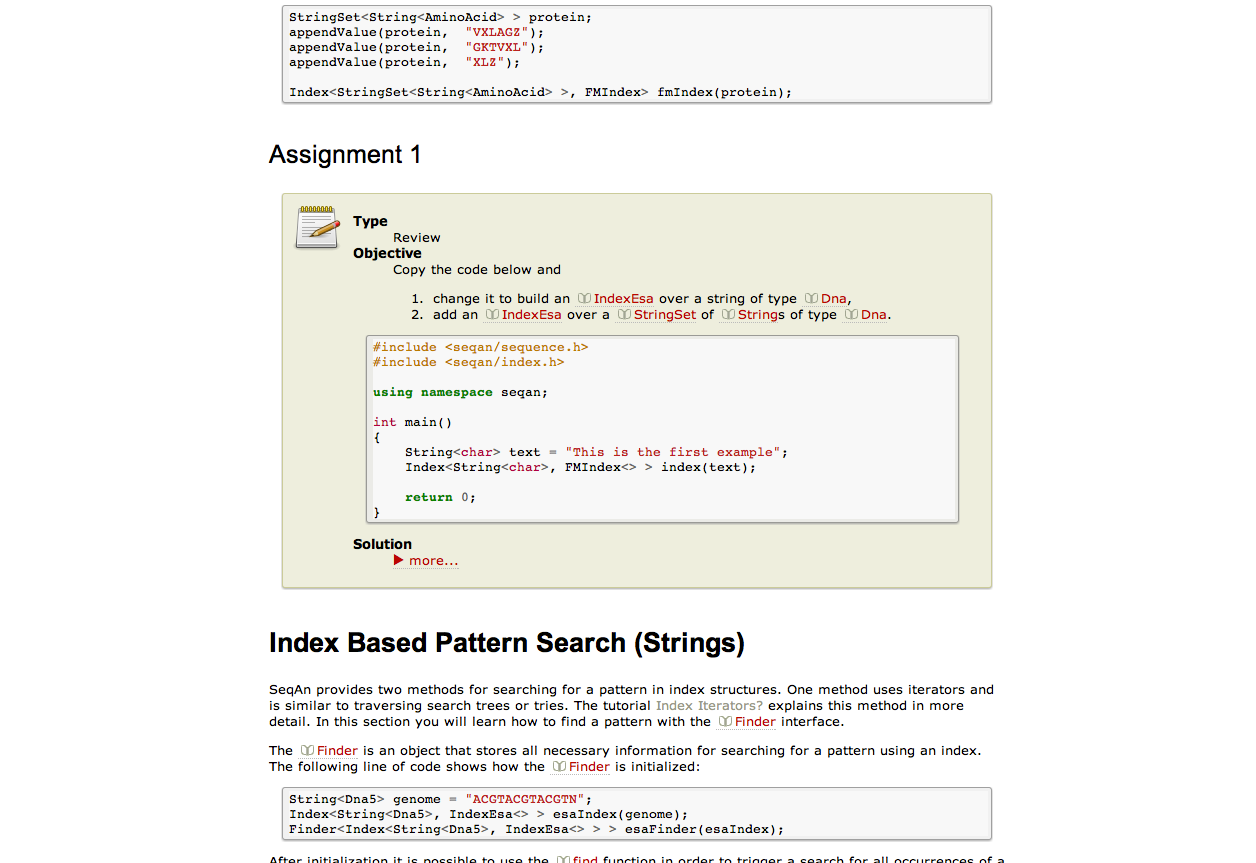 StringSet<String<AminoAcid> > protein;
appendValue(protein,  "VXLAGZ");
appendValue(protein,  "GKTVXL");
appendValue(protein,  "XLZ");
Index<StringSet<String<AminoAcid> >, FMIndex> fmIndex(protein);
Assignment 1
Type
Review
Objective
Copy the code below and
1. change it to build an IndexEsa over a string of type Dna,
2. add an IndexEsa over a StringSet of Strings of type Dna.
#include <seqan/sequence.h>
#include <seqan/index.h>
using namespace seqan;
int main()
{
    String<char> text = "This is the first example";
    Index<String<char>, FMIndex<> > index(text);
    return 0;
}
Solution
more...
Index Based Pattern Search (Strings)
SeqAn provides two methods for searching for a pattern in index structures. One method uses iterators and
is similar to traversing search trees or tries. The tutorial Index Iterators? explains this method in more
detail. In this section you will learn how to find a pattern with the Finder interface.
The Finder is an object that stores all necessary information for searching for a pattern using an index.
The following line of code shows how the Finder is initialized:
String<Dna5> genome = "ACGTACGTACGTN";
Index<String<Dna5>, IndexEsa<> > esaIndex(genome);
Finder<Index<String<Dna5>, IndexEsa<> > > esaFinder(esaIndex);
After initialization it is possible to use the find function in order to trigger a search for all occurrences of a